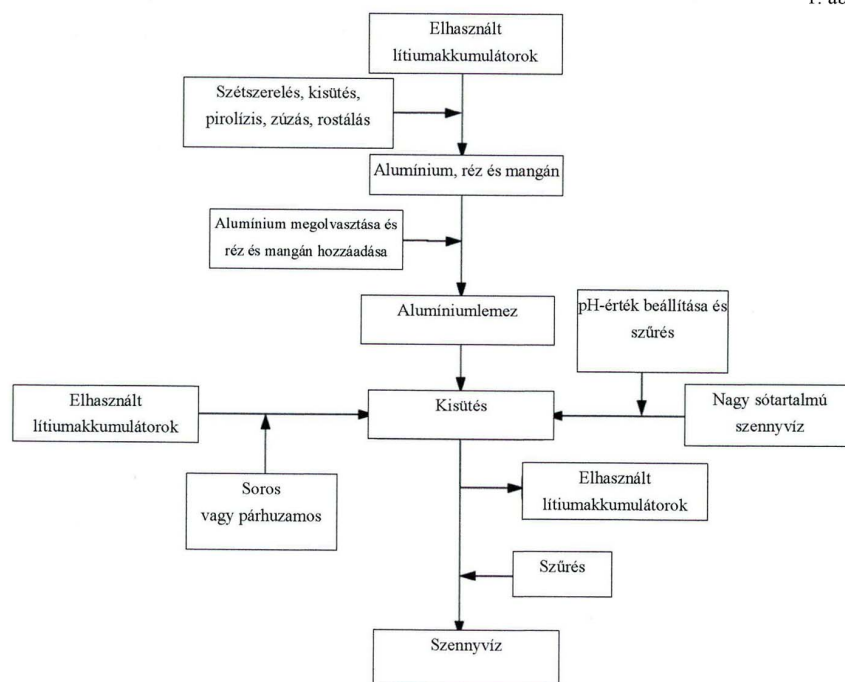 Elhasznált
lítiumakkumulátorok
Szétszerelés, kisütés,
pirolízis, zúzás, rostálás
Alumínium, réz és mangán
Alumínium megolvasztása és
réz és mangán hozzáadása
Alumíniumlemez
pH-érték beállítása és
szűrés
Elhasznált
lítiumakkumulátorok
Kisütés
Nagy sótartalmú
szennyvíz
Soros
vagy párhuzamos
Elhasznált
lítiumakkumulátorok
Szűrés
Szennyvíz